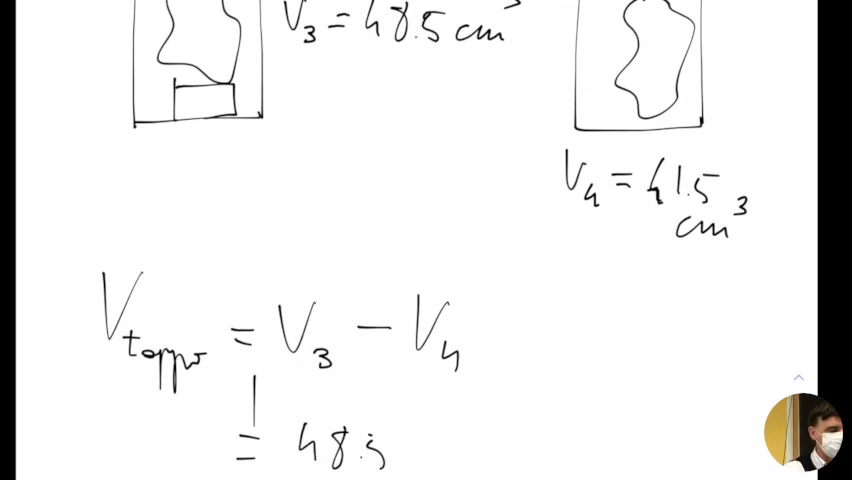 V₃ = 48.5 cm³
V₄ = 41.5
cm³
V_tappo = V₃ − V₄
= 48.5